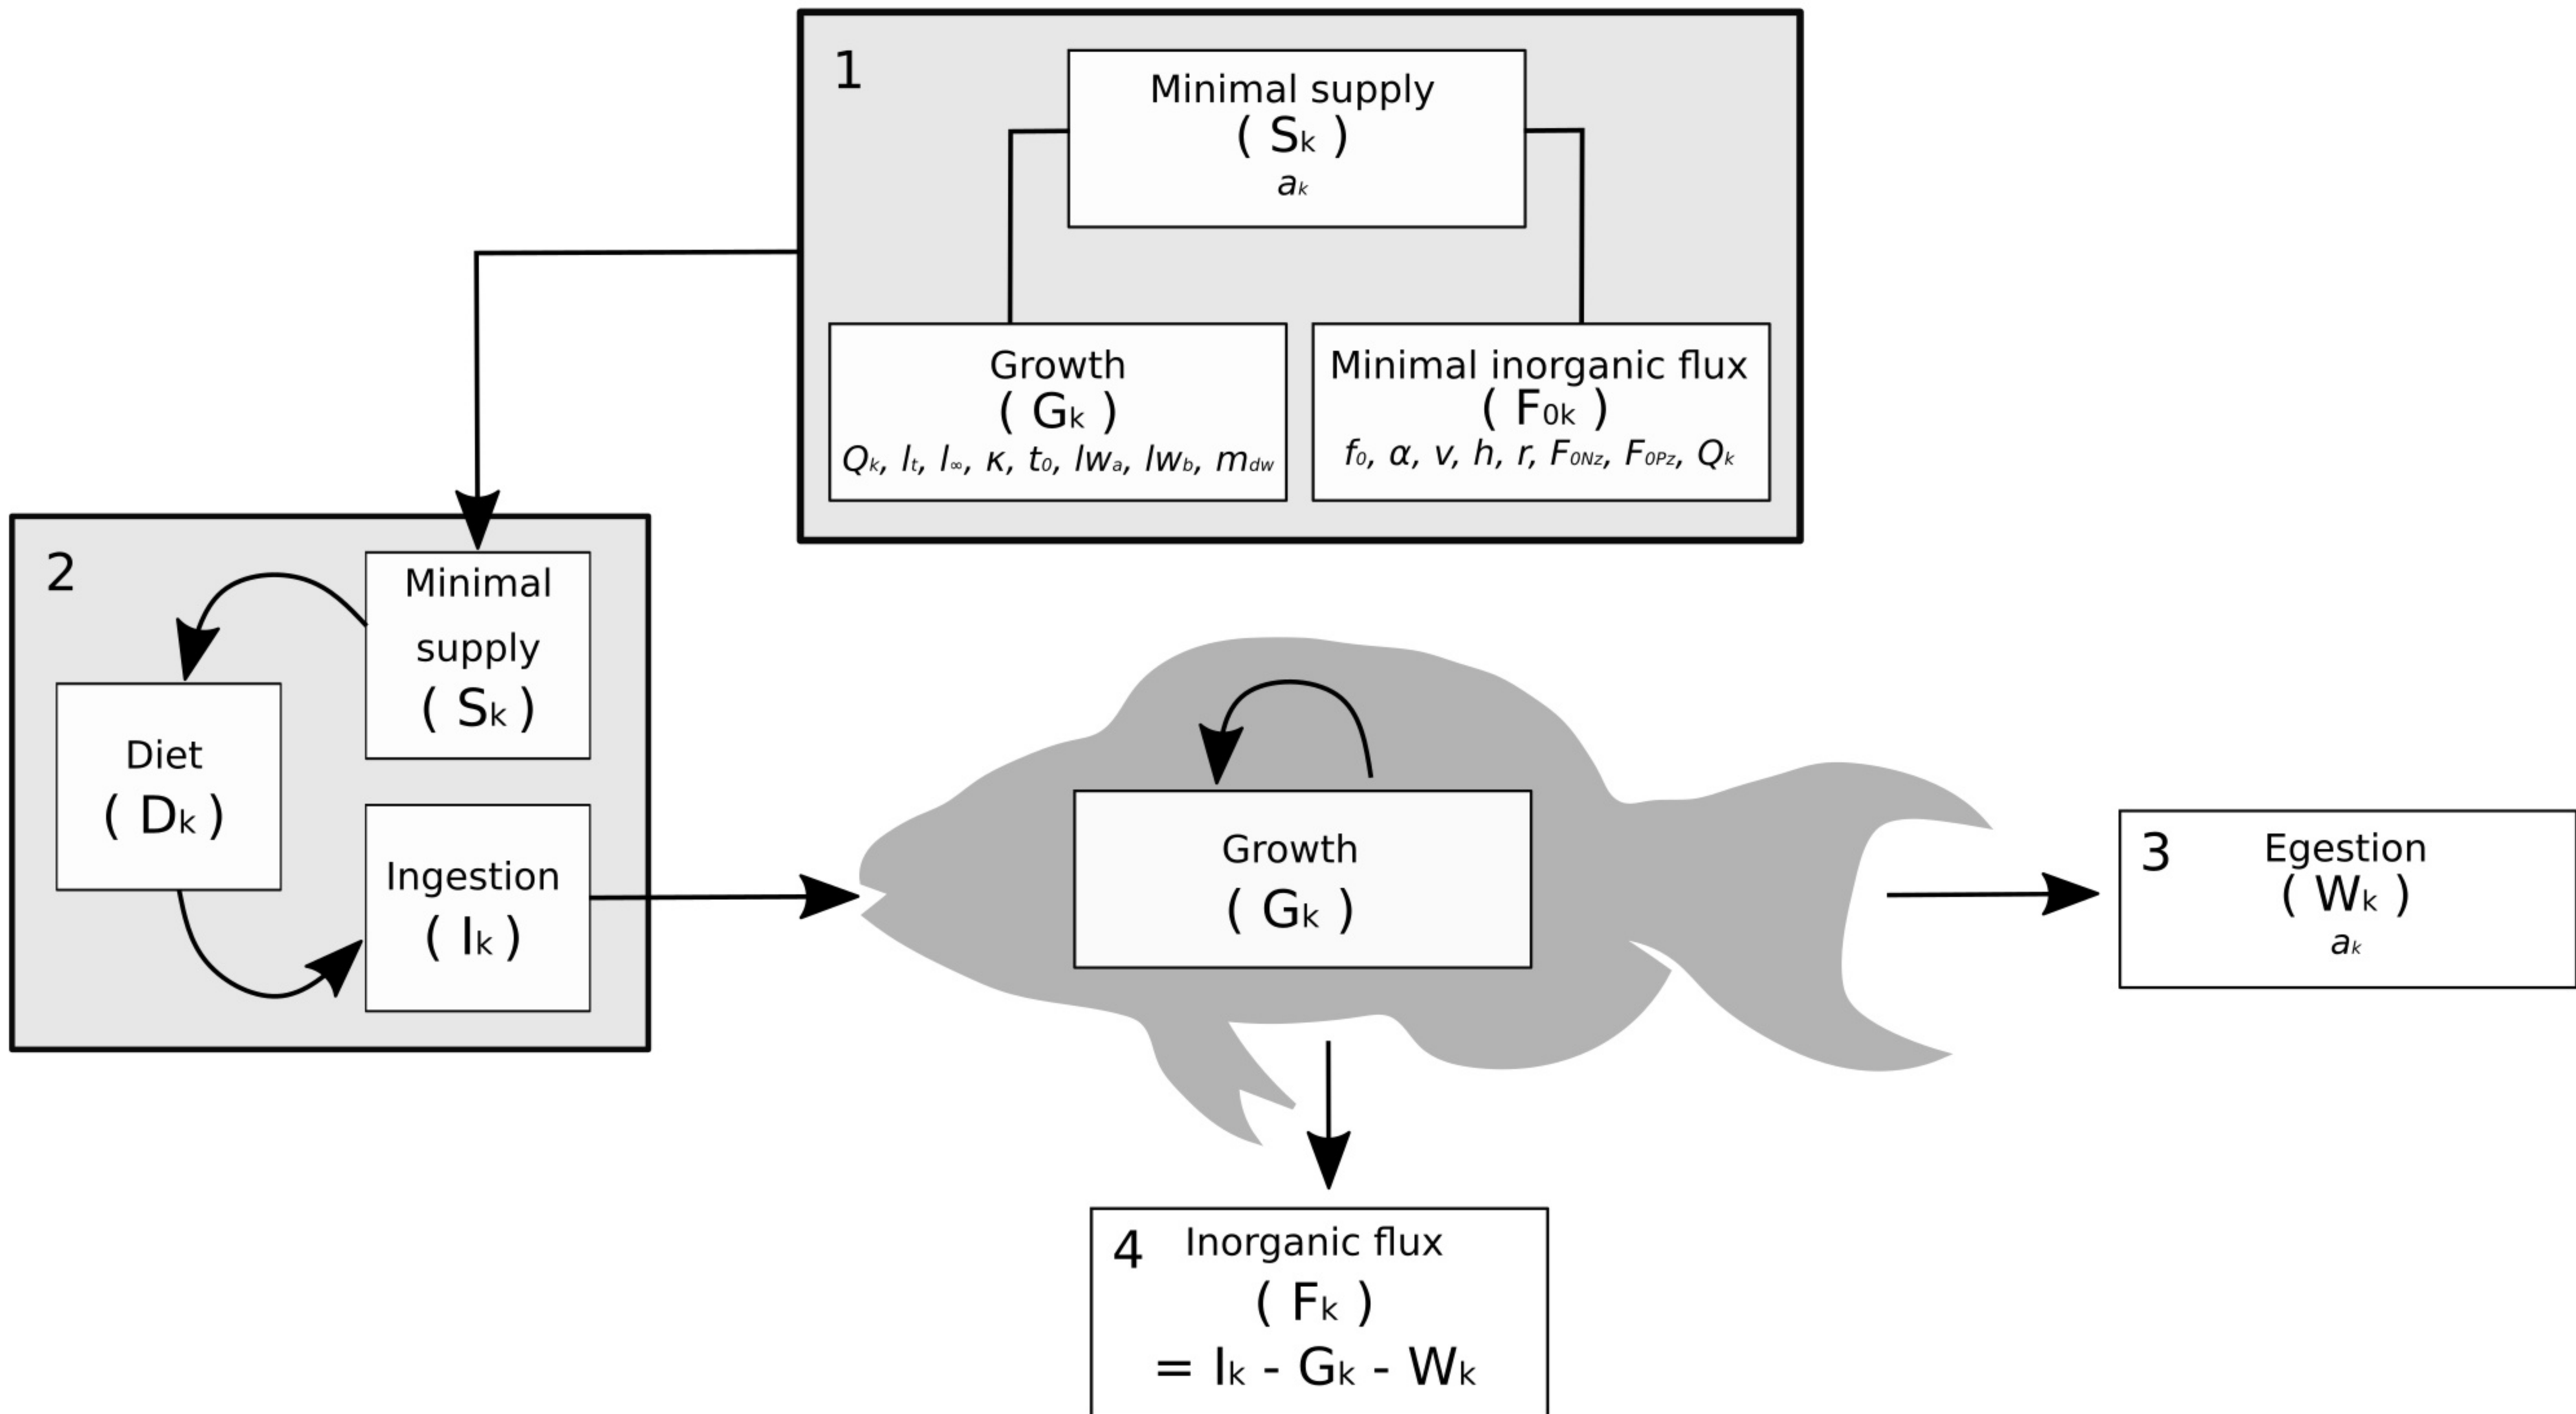 1
Minimal supply
( Sk )
ak
Growth
( Gk )
Qk, lt, l∞, κ, t0, lwa, lwb, mdw
Minimal inorganic flux
( F0k )
f0, α, v, h, r, F0Nz, F0Pz, Qk
2
Minimal
supply
( Sk )
Diet
( Dk )
Ingestion
( Ik )
Growth
( Gk )
3
Egestion
( Wk )
ak
4
Inorganic flux
( Fk )
= Ik - Gk - Wk